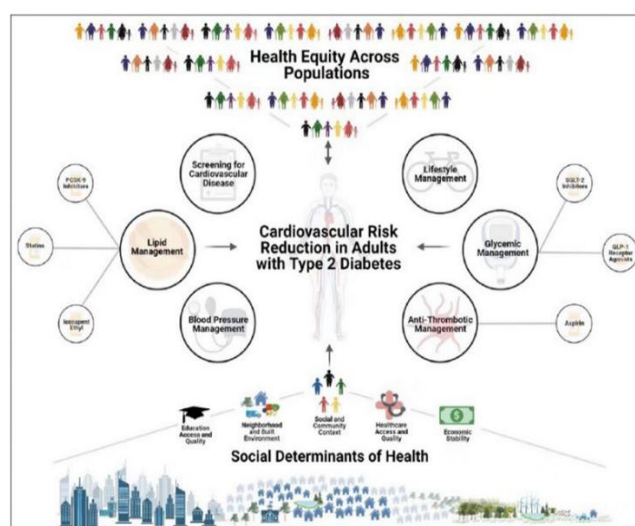 Health Equity Across
Populations
Screening for
Cardiovascular
Disease
Lifestyle
Management
PCSK-9
Inhibitors
SGLT-2
Inhibitors
Statins
Lipid
Management
Cardiovascular Risk
Reduction in Adults
with Type 2 Diabetes
Glycemic
Management
GLP-1
Receptor
Agonists
Icosapent
Ethyl
Blood Pressure
Management
Anti-Thrombotic
Management
Aspirin
Education
Access and
Quality
Neighborhood
and Built
Environment
Social and
Community
Context
Healthcare
Access and
Quality
Economic
Stability
Social Determinants of Health